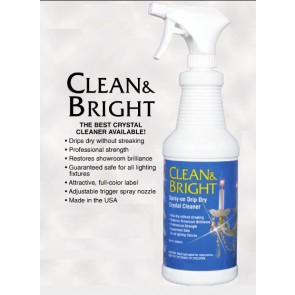 CLEAN&
BRIGHT
THE BEST CRYSTAL
CLEANER AVAILABLE!
• Drips dry without streaking
• Professional strength
• Restores showroom brilliance
• Guaranteed safe for all lighting
fixtures
• Attractive, full-color label
• Adjustable trigger spray nozzle
• Made in the USA
CLEAN&
BRIGHT
Spray-on Drip Dry
Crystal Cleaner